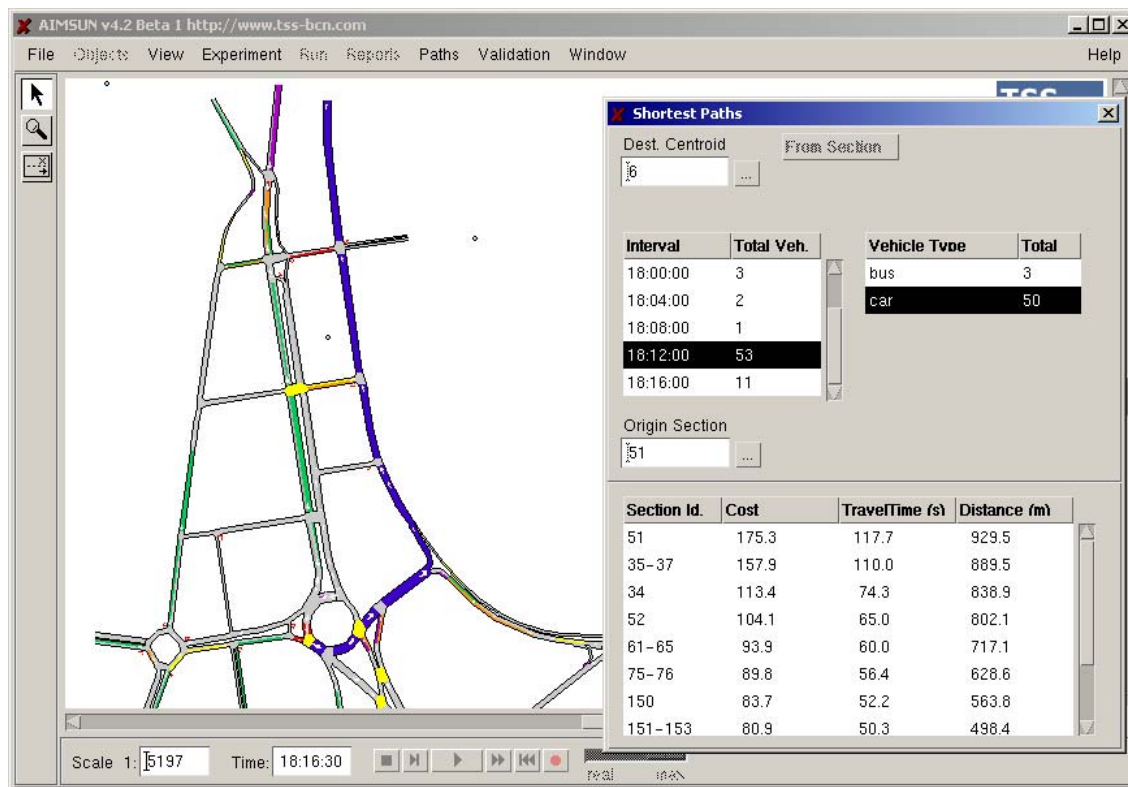 AIMSUN v4.2 Beta 1 http://www.tss-bcn.com
File Objects View Experiment Run Reports Paths Validation Window Help
TSS
Shortest Paths
Dest. Centroid From Section
6 ...
Interval Total Veh. Vehicle Type Total
18:00:00 3 bus 3
18:04:00 2 car 50
18:08:00 1
18:12:00 53
18:16:00 11
Origin Section
51 ...
Section Id. Cost TravelTime (s) Distance (m)
51 175.3 117.7 929.5
35-37 157.9 110.0 889.5
34 113.4 74.3 838.9
52 104.1 65.0 802.1
61-65 93.9 60.0 717.1
75-76 89.8 56.4 628.6
150 83.7 52.2 563.8
151-153 80.9 50.3 498.4
Scale 1: 5197 Time: 18:16:30 real max